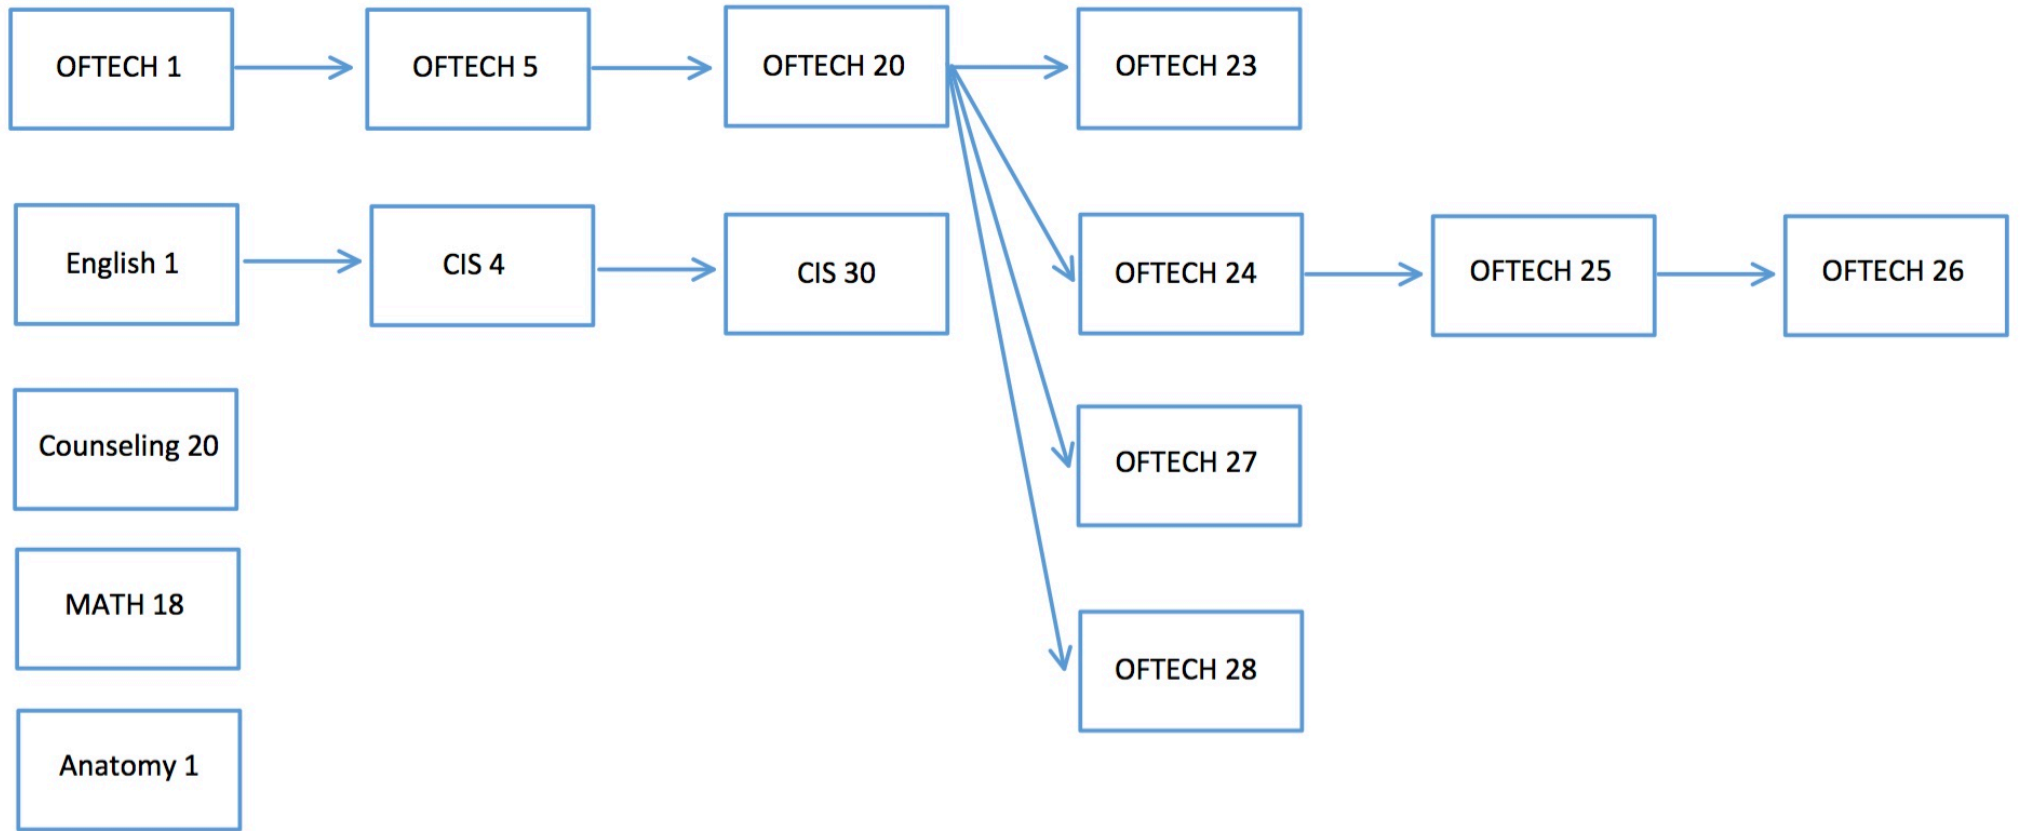 OFTECH 1
OFTECH 5
OFTECH 20
OFTECH 23
English 1
CIS 4
CIS 30
OFTECH 24
OFTECH 25
OFTECH 26
Counseling 20
OFTECH 27
MATH 18
OFTECH 28
Anatomy 1